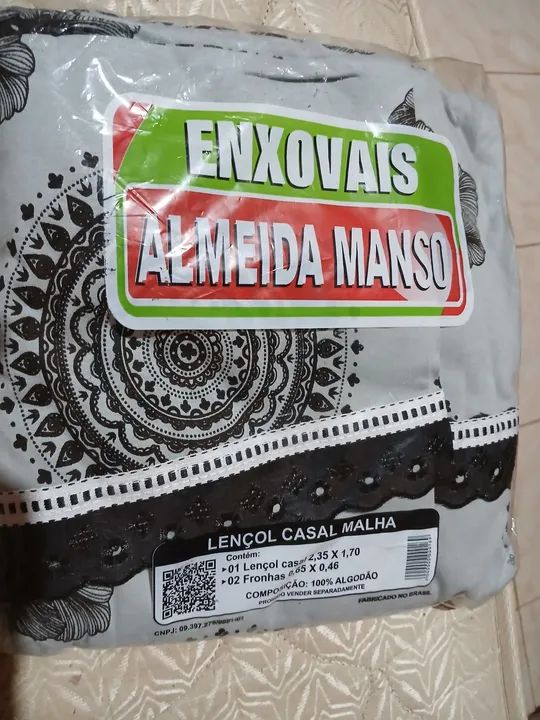 ENXOVAIS
ALMEIDA MANSO
LENÇOL CASAL MALHA
Contém:
01 Lençol casal 2,35 X 1,70
02 Fronhas 0,65 X 0,46
COMPOSIÇÃO: 100% ALGODÃO
PROIBIDO VENDER SEPARADAMENTE
FABRICADO NO BRASIL
CNPJ: